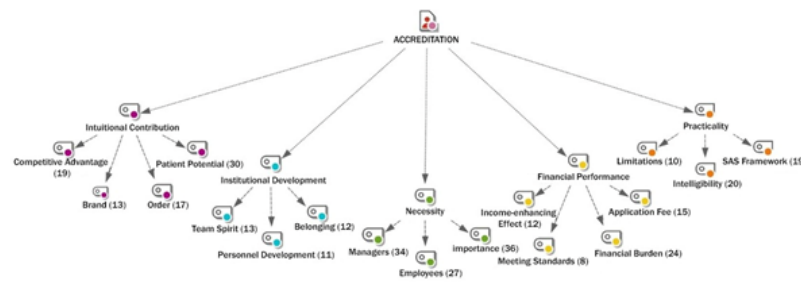 ACCREDITATION
Intuitional Contribution
Competitive Advantage
(19)
Brand (13)
Order (17)
Patient Potential (30)
Institutional Development
Team Spirit (13)
Personnel Development (11)
Belonging (12)
Necessity
Managers (34)
Employees (27)
importance (36)
Financial Performance
Income-enhancing
Effect (12)
Meeting Standards (8)
Financial Burden (24)
Application Fee (15)
Practicality
Limitations (10)
Intelligibility (20)
SAS Framework (19